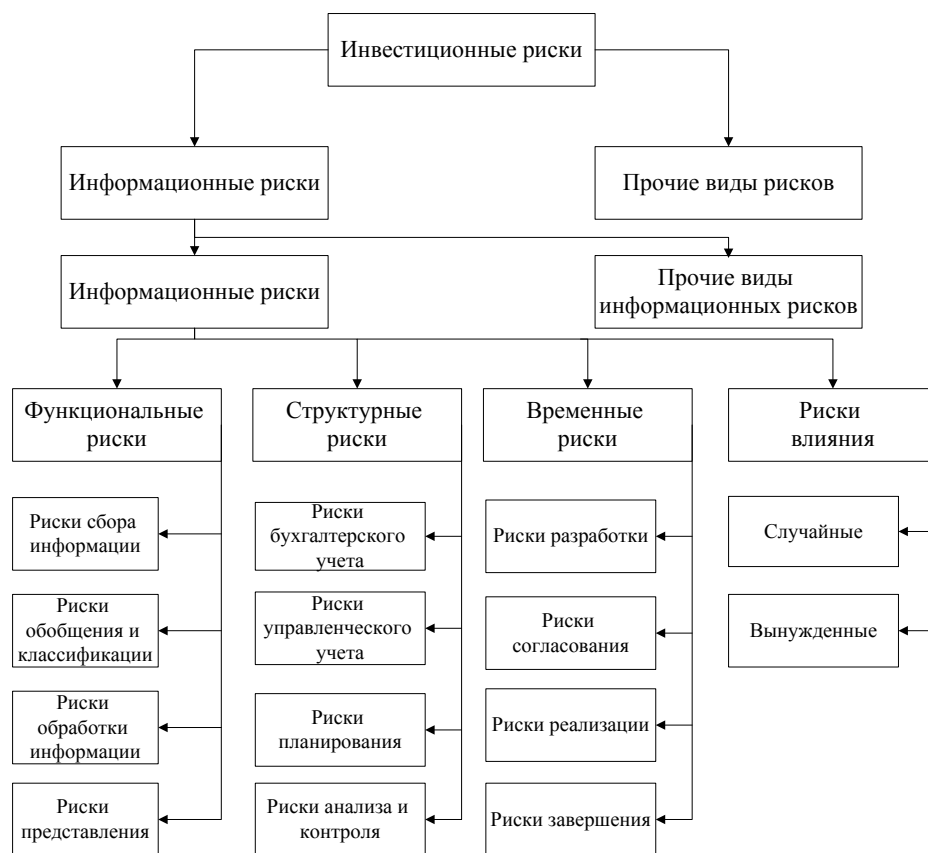 Инвестиционные риски
Информационные риски
Прочие виды рисков
Информационные риски
Прочие виды
информационных рисков
Функциональные
риски
Структурные
риски
Временные
риски
Риски
влияния
Риски сбора
информации
Риски
обобщения и
классификации
Риски
обработки
информации
Риски
представления
Риски
бухгалтерского
учета
Риски
управленческого
учета
Риски
планирования
Риски анализа и
контроля
Риски разработки
Риски
согласования
Риски реализации
Риски завершения
Случайные
Вынужденные